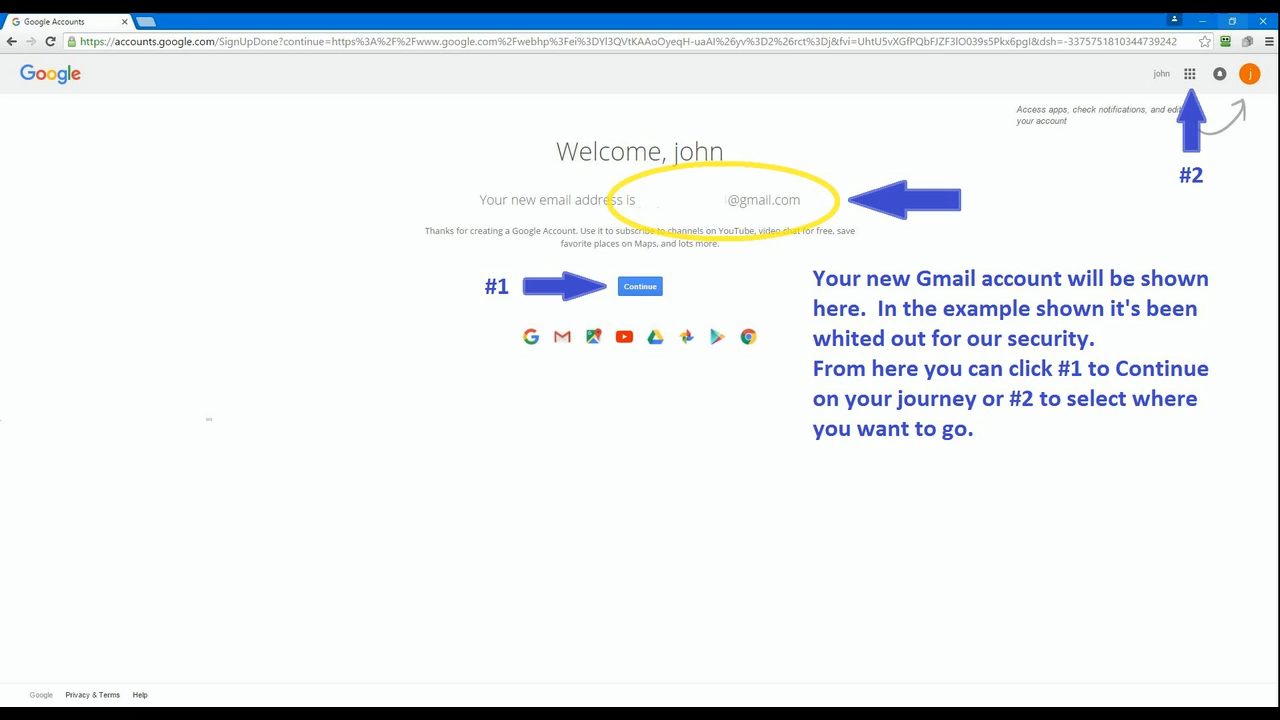 Google Accounts
https://accounts.google.com/SignUpDone?continue=https%3A%2F%2Fwww.google.com%2Fwebhp%3Fei%3DYl3QVtKAAoOyeqH-uaAI%26yv%3D2%26rct%3Dj&fvi=UhtU5vXGfPQbFJZF3lO039s5Pkx6pgI&dsh=-3375751810344739242
Google
john
j
Access apps, check notifications, and edit
your account
#2
Welcome, john
Your new email address is @gmail.com
Thanks for creating a Google Account. Use it to subscribe to channels on YouTube, video chat for free, save
favorite places on Maps, and lots more.
#1
Continue
Your new Gmail account will be shown
here. In the example shown it's been
whited out for our security.
From here you can click #1 to Continue
on your journey or #2 to select where
you want to go.
Google Privacy & Terms Help